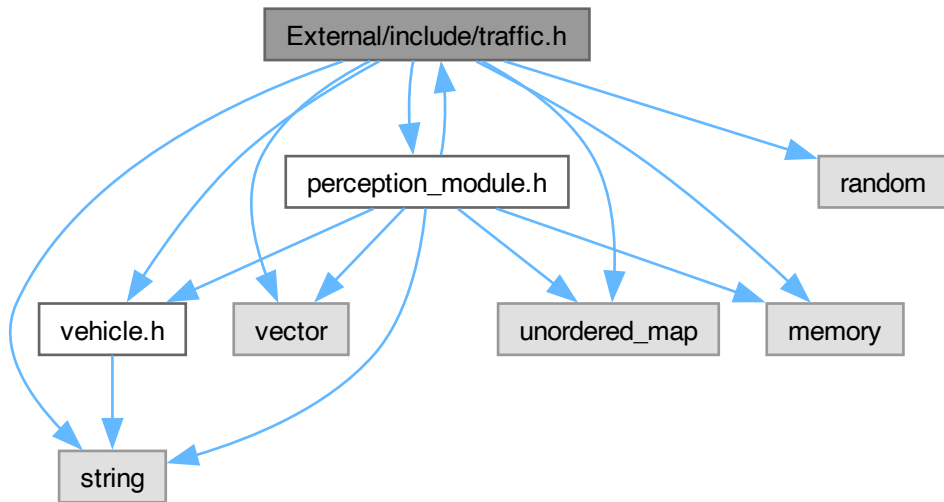 External/include/traffic.h
perception_module.h
random
vehicle.h
vector
unordered_map
memory
string